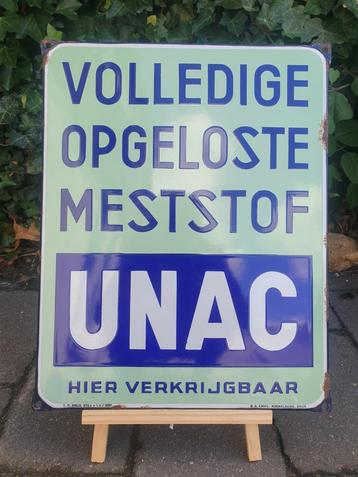 VOLLEDIGE
OPGELOSTE
MESTSTOF
UNAC
HIER VERKRIJGBAAR